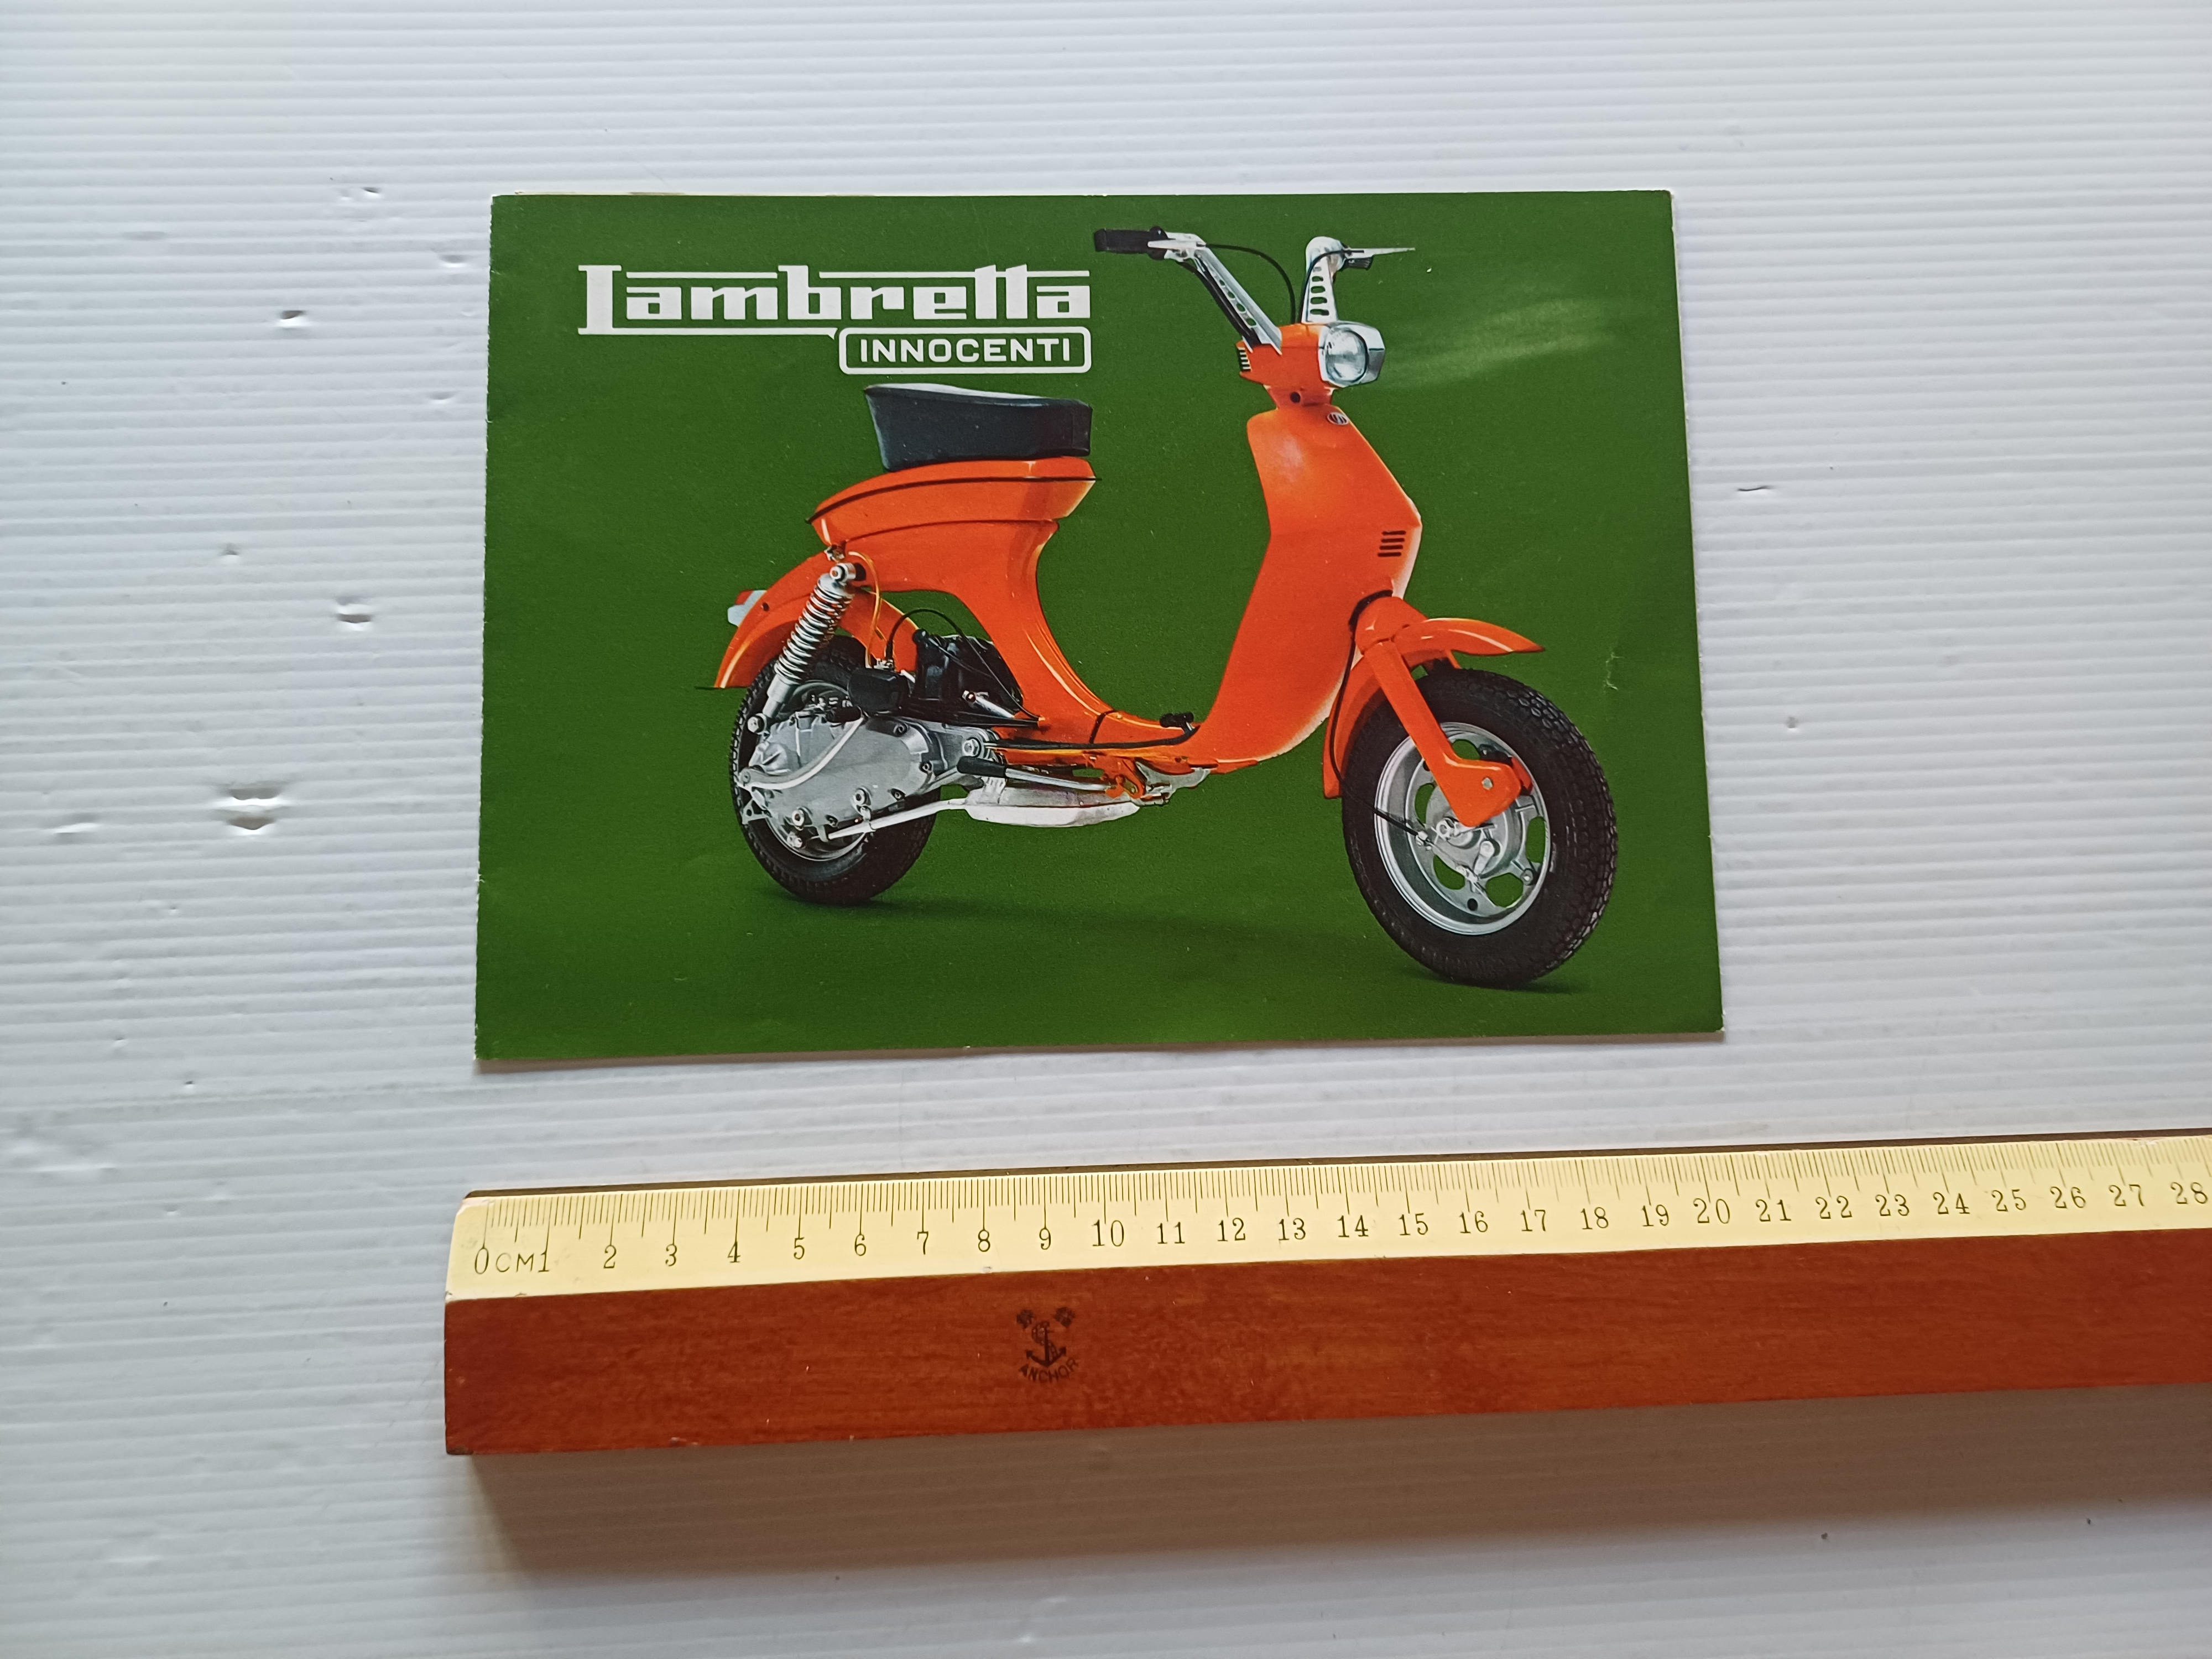 Lambretta
INNOCENTI
0 CM 1 2 3 4 5 6 7 8 9 10 11 12 13 14 15 16 17 18 19 20 21 22 23 24 25 26 27 28
ANCHOR